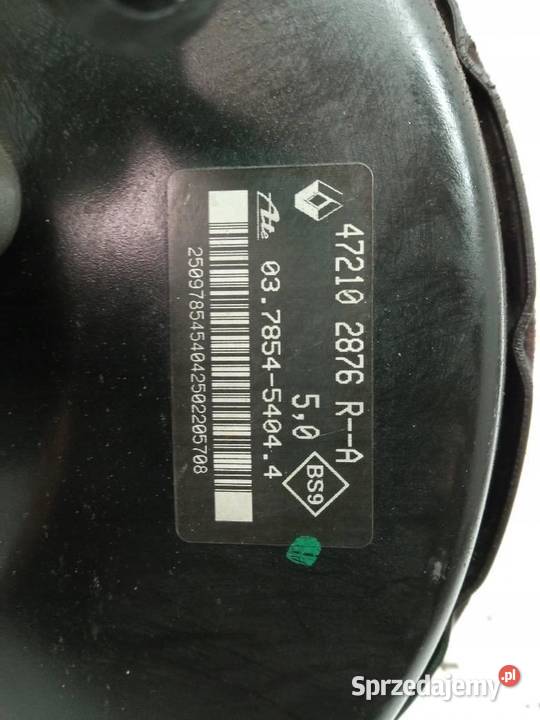 47210 2876 R--A
5,0
BS9
Ate
03.7854-5404.4
2509785454042502205708
Sprzedajemy.pl